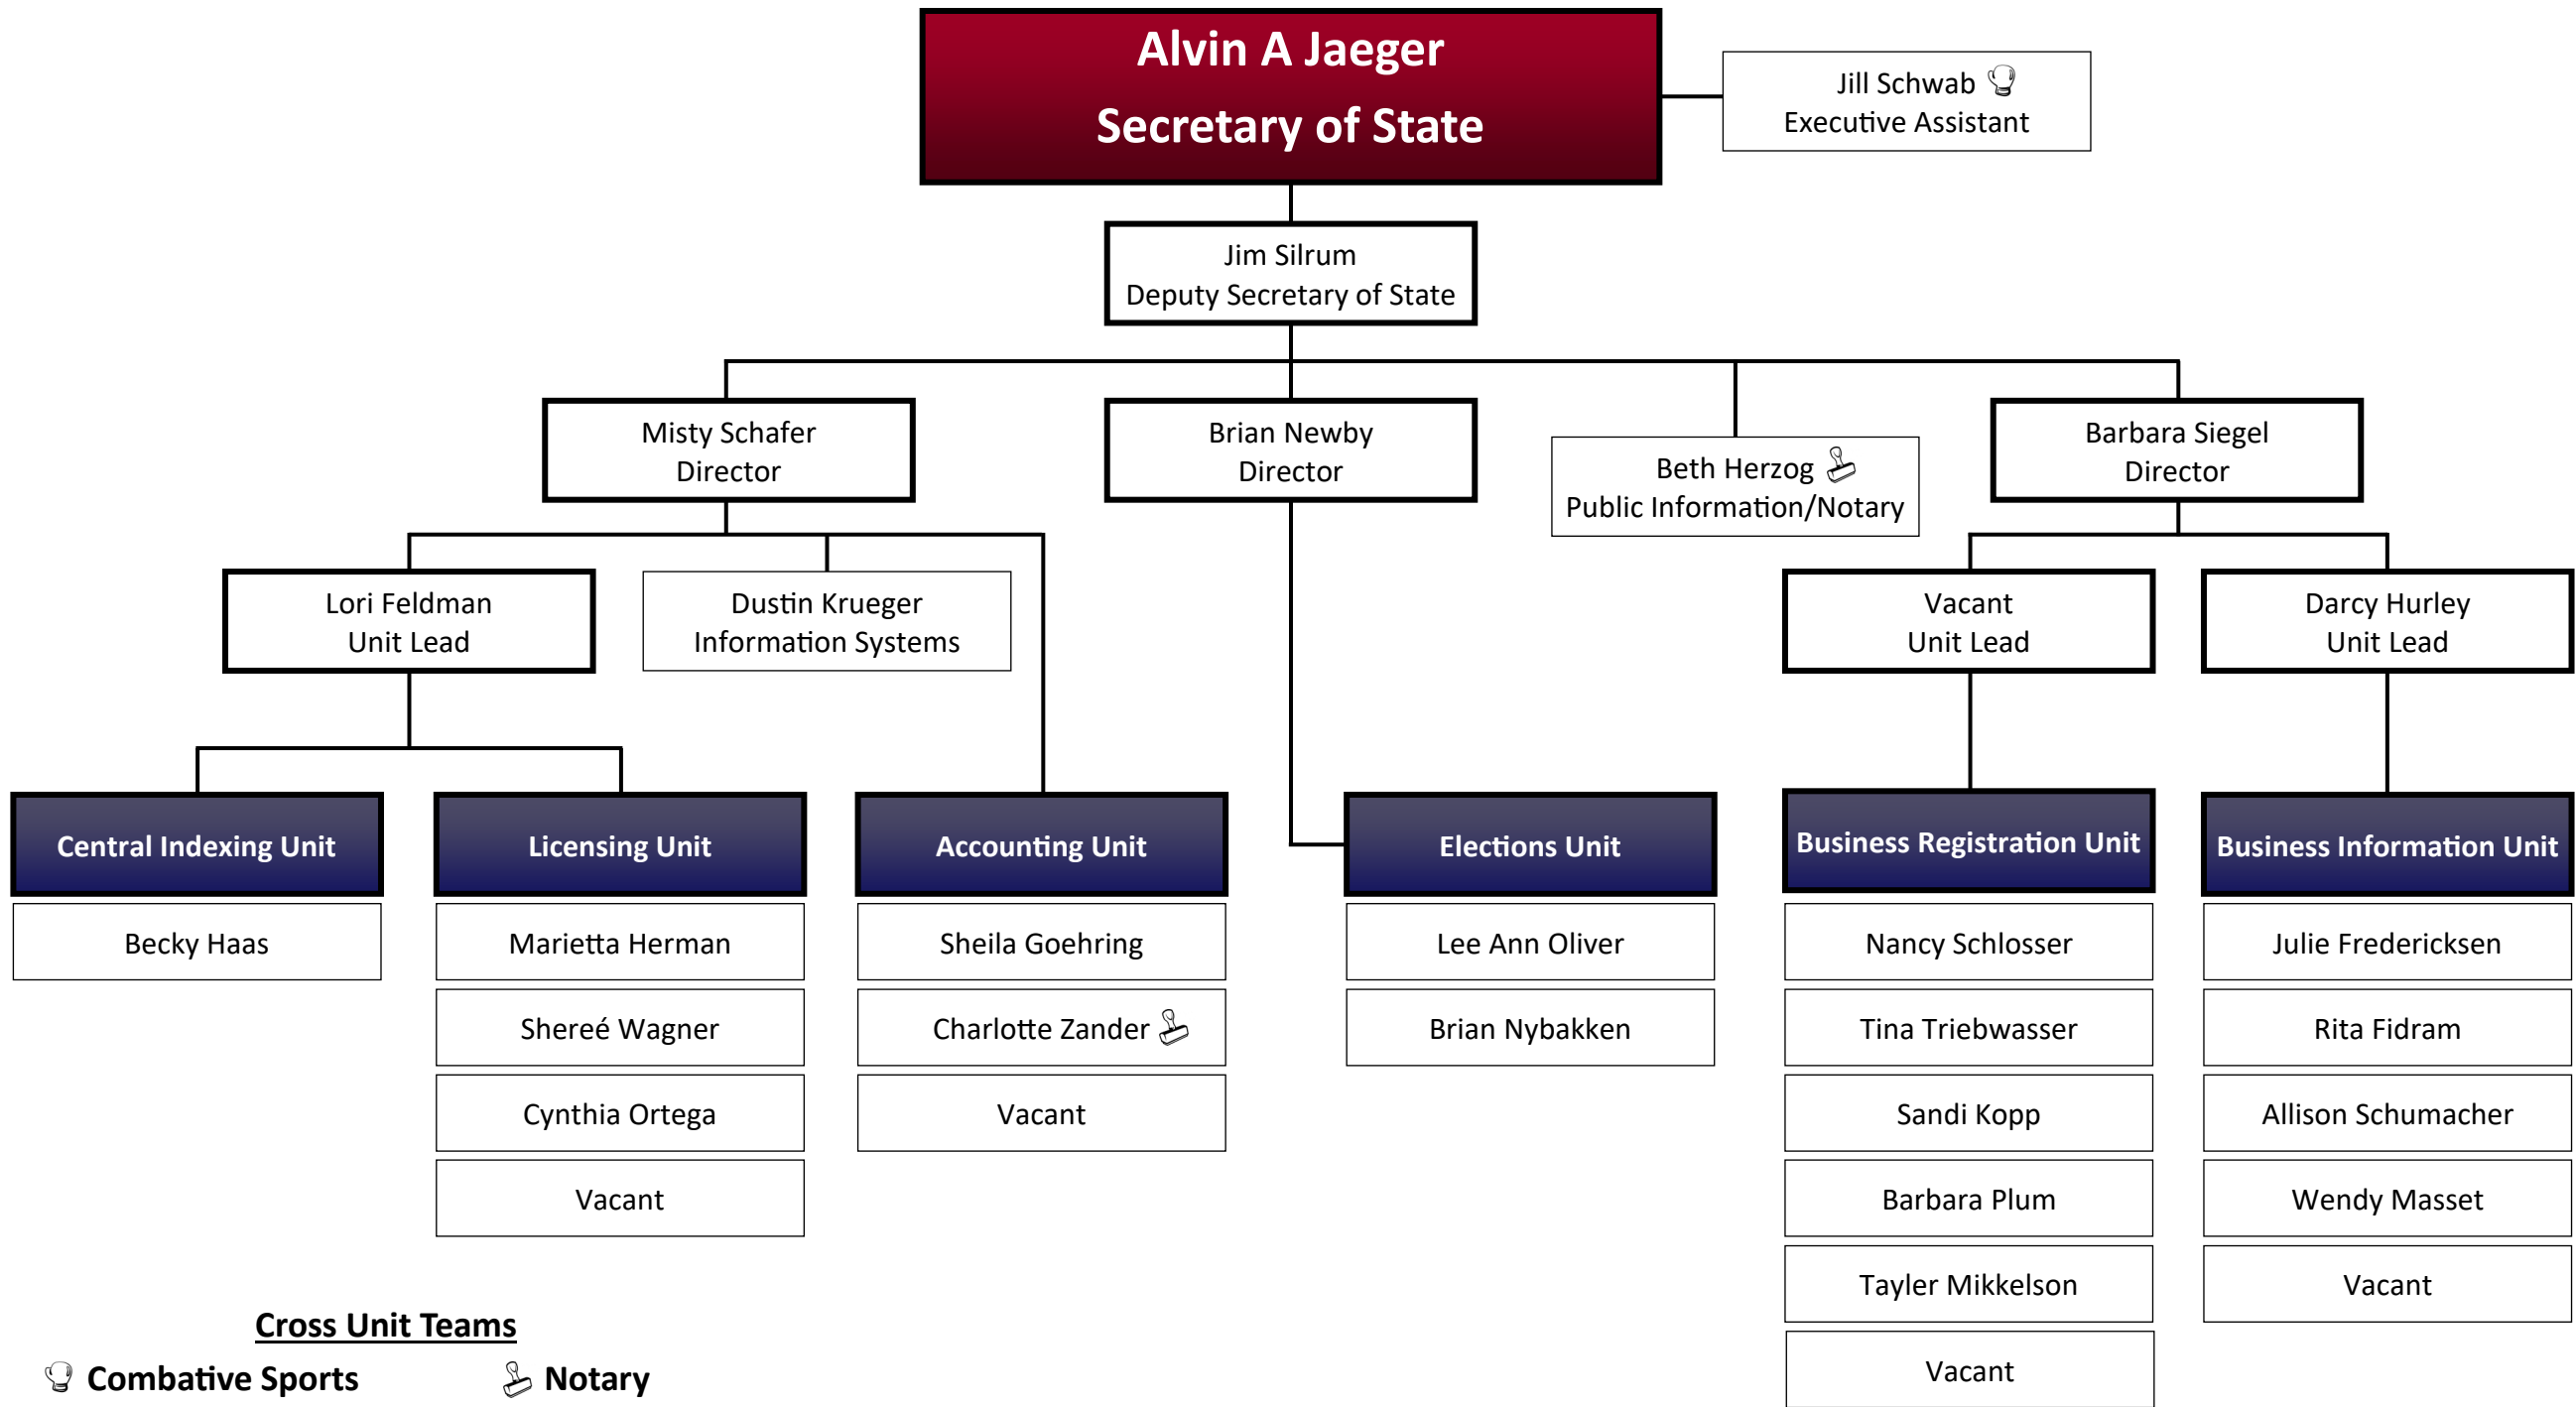 Alvin A Jaeger
Secretary of State
Jill Schwab
Executive Assistant
Jim Silrum
Deputy Secretary of State
Misty Schafer
Director
Brian Newby
Director
Beth Herzog
Public Information/Notary
Barbara Siegel
Director
Lori Feldman
Unit Lead
Dustin Krueger
Information Systems
Vacant
Unit Lead
Darcy Hurley
Unit Lead
Central Indexing Unit
Becky Haas
Licensing Unit
Marietta Herman
Shereé Wagner
Cynthia Ortega
Vacant
Accounting Unit
Sheila Goehring
Charlotte Zander
Vacant
Elections Unit
Lee Ann Oliver
Brian Nybakken
Business Registration Unit
Nancy Schlosser
Tina Triebwasser
Sandi Kopp
Barbara Plum
Tayler Mikkelson
Vacant
Business Information Unit
Julie Fredericksen
Rita Fidram
Allison Schumacher
Wendy Masset
Vacant
Cross Unit Teams
Combative Sports
Notary